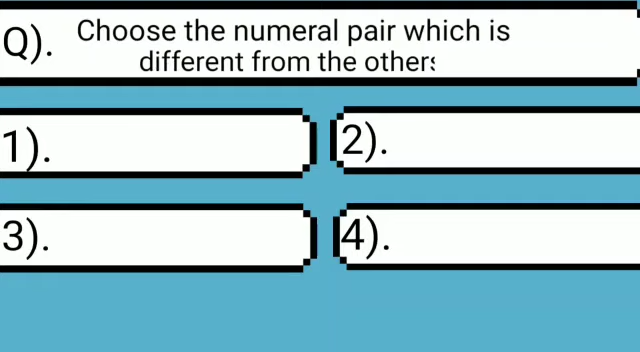 Q). Choose the numeral pair which is
different from the others
1).
2).
3).
4).